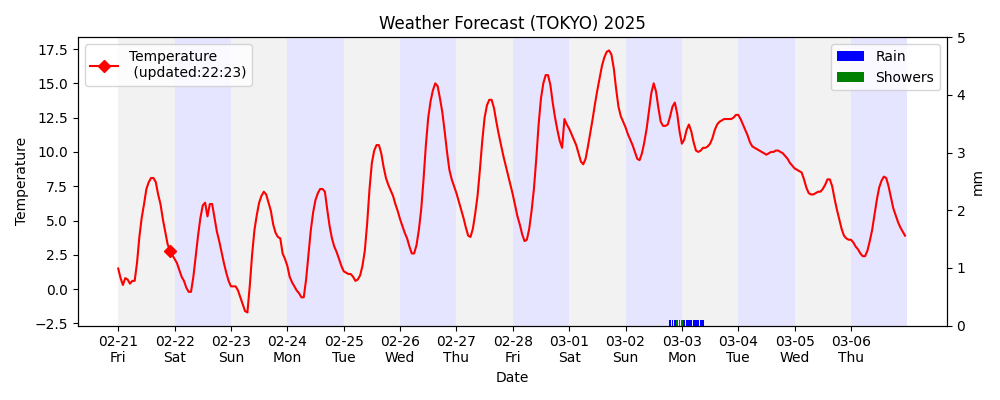 Weather Forecast (TOKYO) 2025
Temperature
(updated:22:23)
Rain
Showers
17.5
15.0
12.5
10.0
7.5
5.0
2.5
0.0
−2.5
Temperature
5
4
3
2
1
0
mm
02-21 02-22 02-23 02-24 02-25 02-26 02-27 02-28 03-01 03-02 03-03 03-04 03-05 03-06
Fri Sat Sun Mon Tue Wed Thu Fri Sat Sun Mon Tue Wed Thu
Date